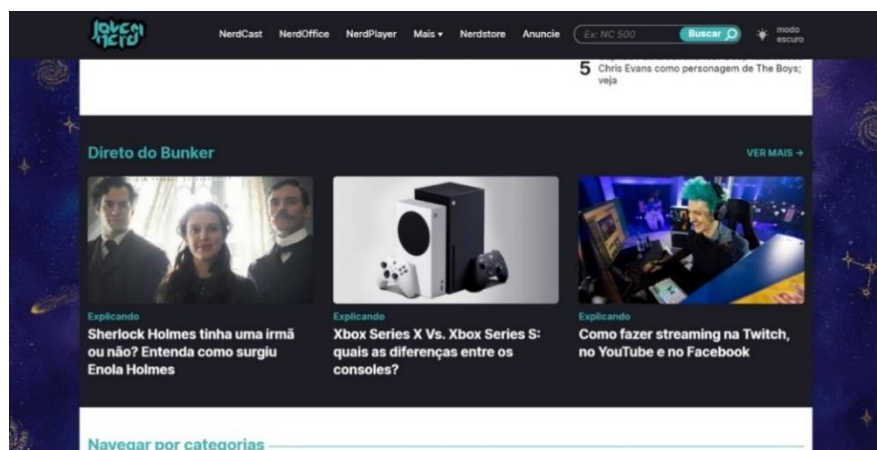 JOVEM
NERD
NerdCast NerdOffice NerdPlayer Mais ▾ Nerdstore Anuncie Ex: NC 500 Buscar modo
escuro
5 Chris Evans como personagem de The Boys;
veja
Direto do Bunker
VER MAIS →
Explicando
Sherlock Holmes tinha uma irmã
ou não? Entenda como surgiu
Enola Holmes
Explicando
Xbox Series X Vs. Xbox Series S:
quais as diferenças entre os
consoles?
Explicando
Como fazer streaming na Twitch,
no YouTube e no Facebook
Navegar por categorias